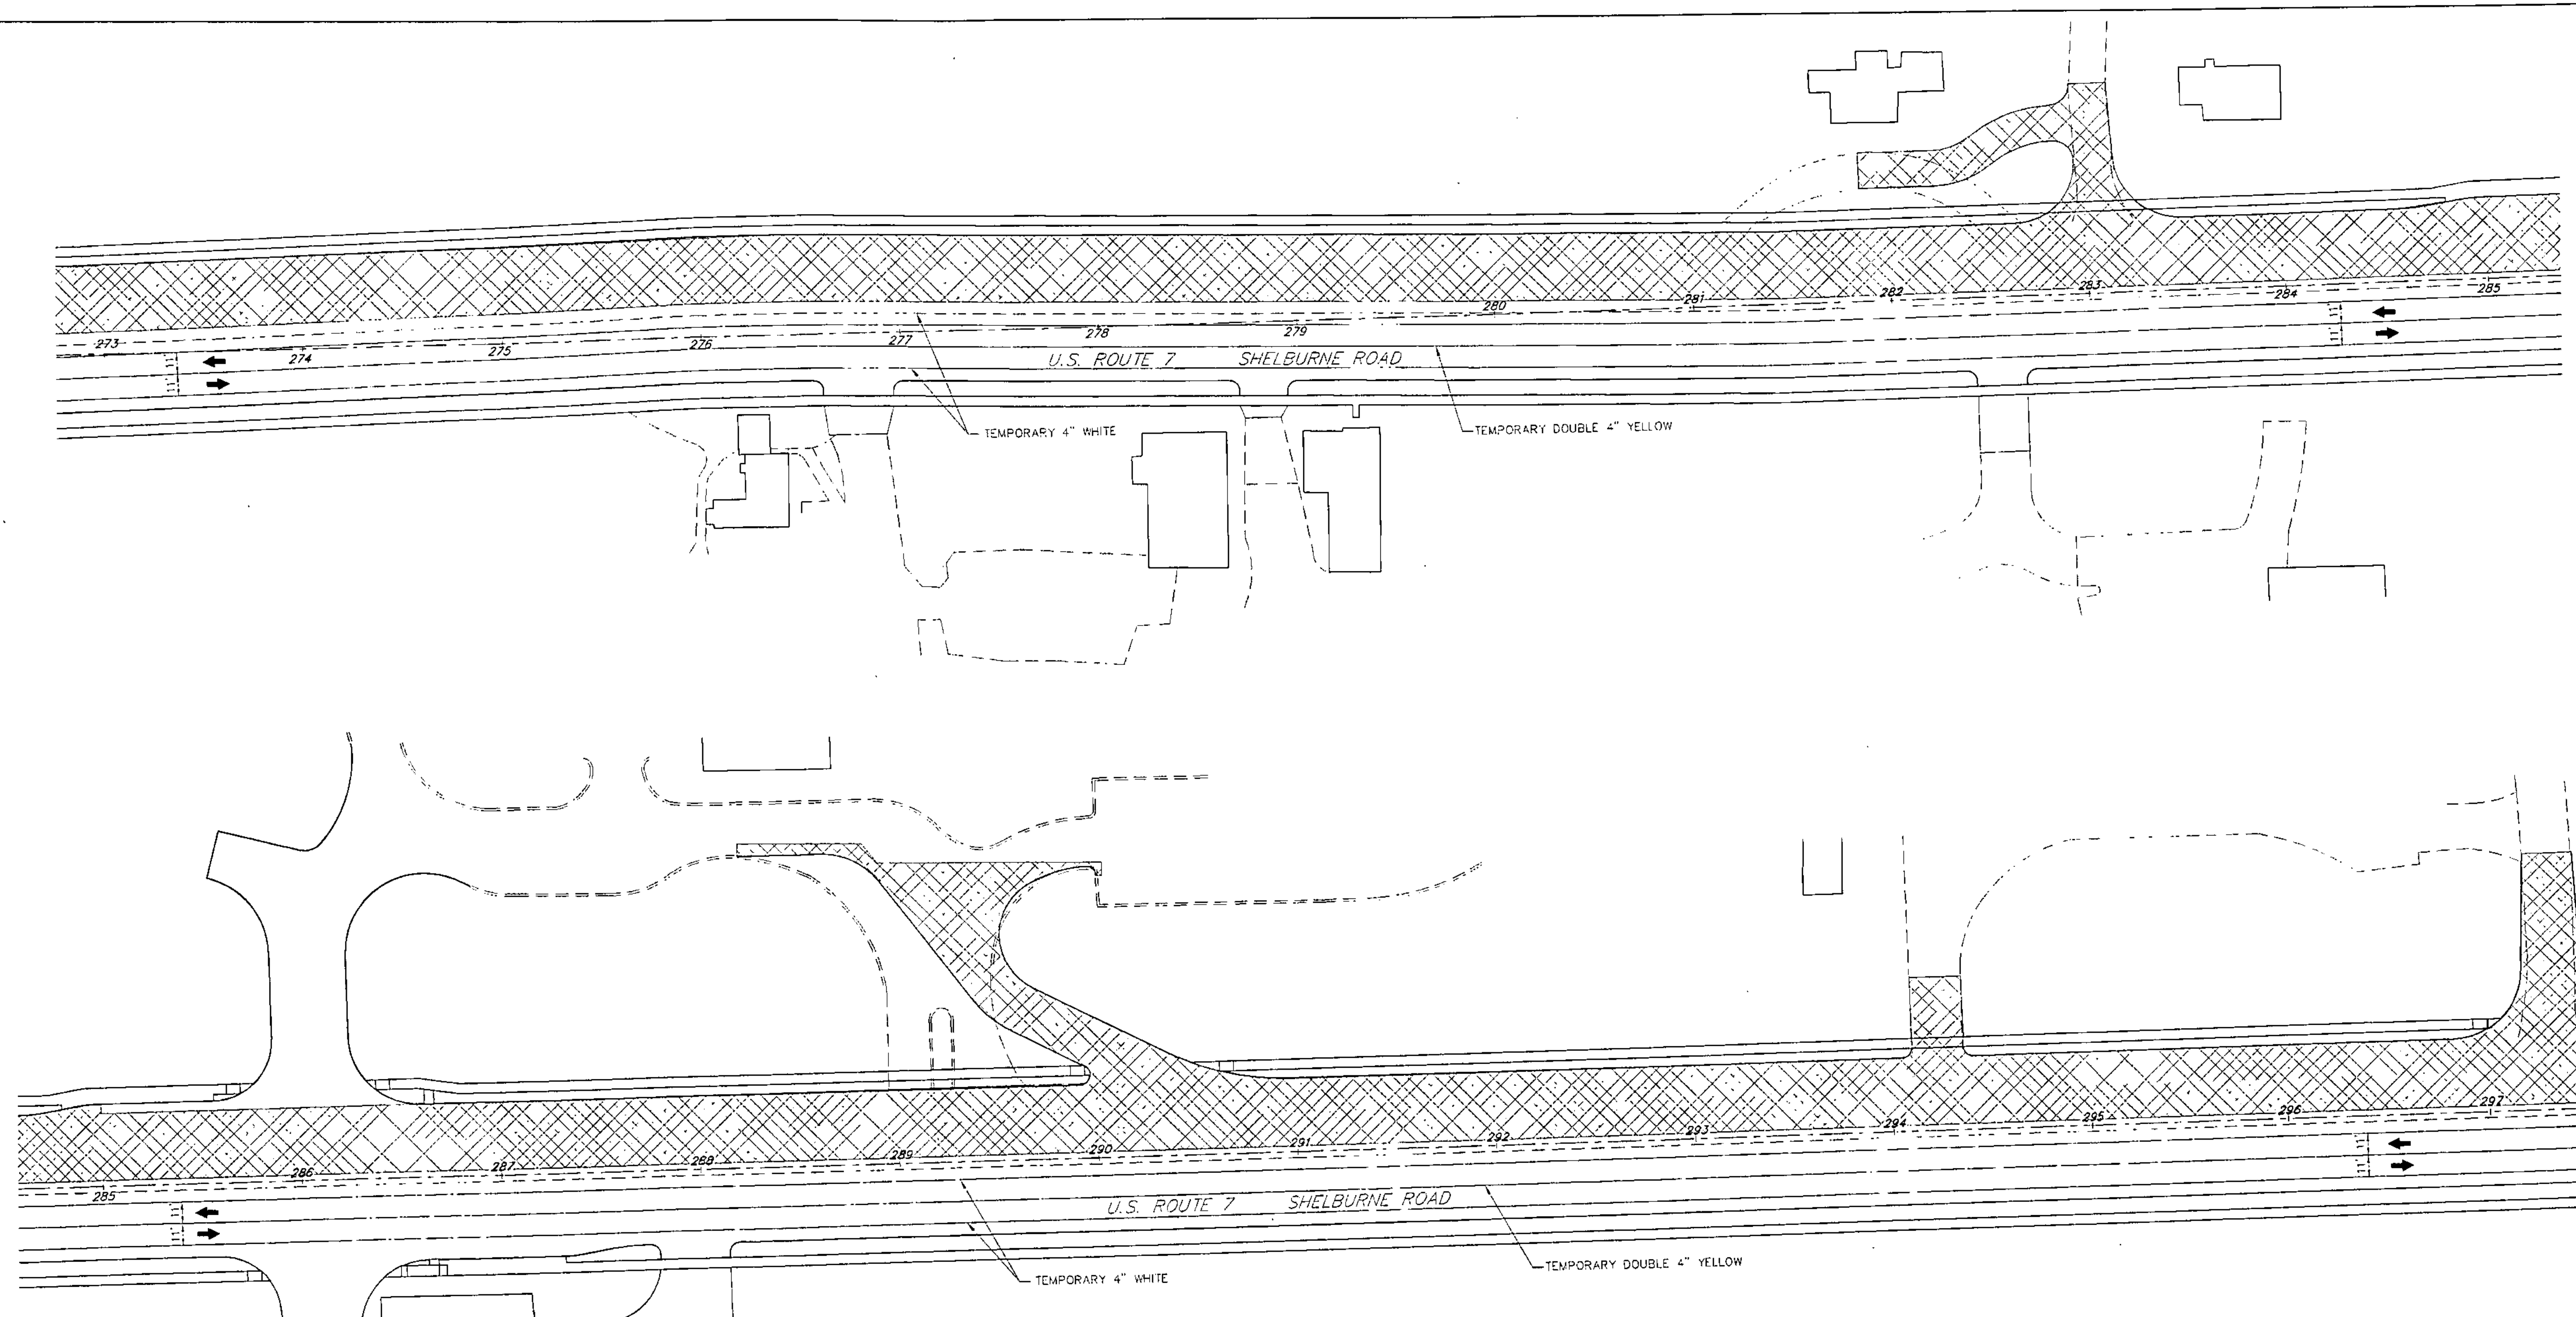 273 274 275 276 277 278 279 280 281 282 283 284 285
U.S. ROUTE 7 SHELBURNE ROAD
TEMPORARY 4" WHITE
TEMPORARY DOUBLE 4" YELLOW
285 286 287 288 289 290 291 292 293 294 295 296 297
U.S. ROUTE 7 SHELBURNE ROAD
TEMPORARY 4" WHITE
TEMPORARY DOUBLE 4" YELLOW